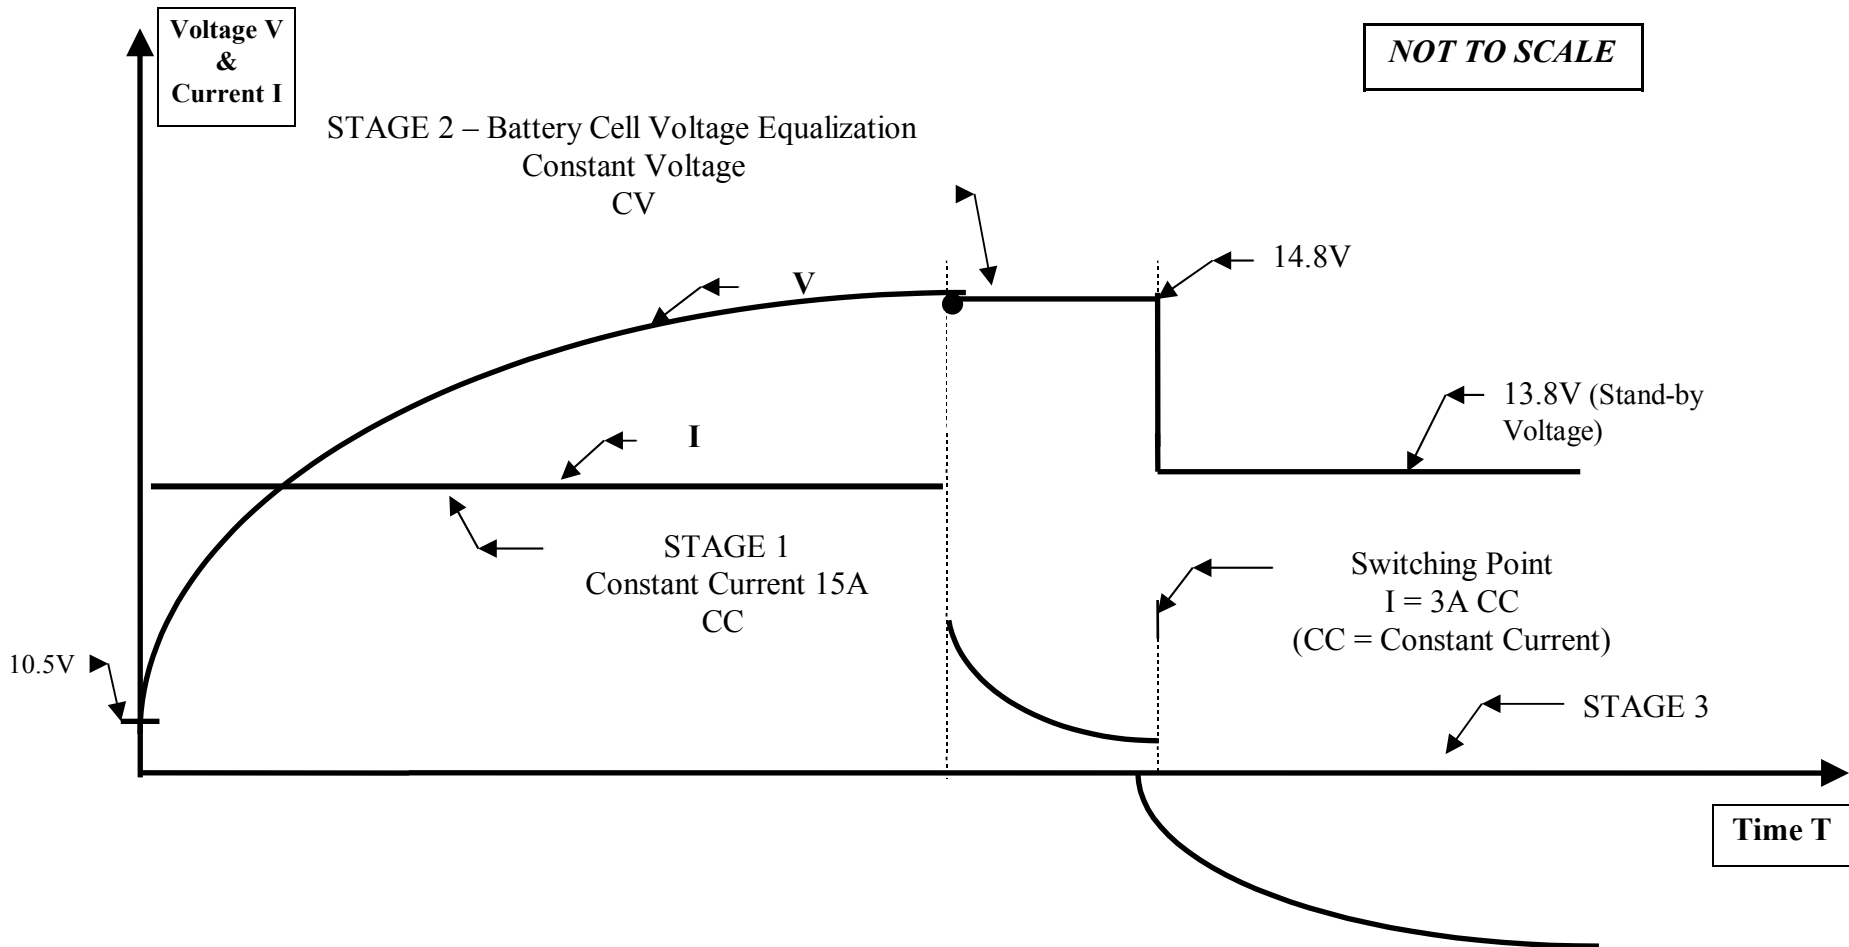 Voltage V
&
Current I
NOT TO SCALE
STAGE 2 – Battery Cell Voltage Equalization
Constant Voltage
CV
14.8V
V
13.8V (Stand-by
Voltage)
I
STAGE 1
Constant Current 15A
CC
Switching Point
I = 3A CC
(CC = Constant Current)
10.5V
STAGE 3
Time T